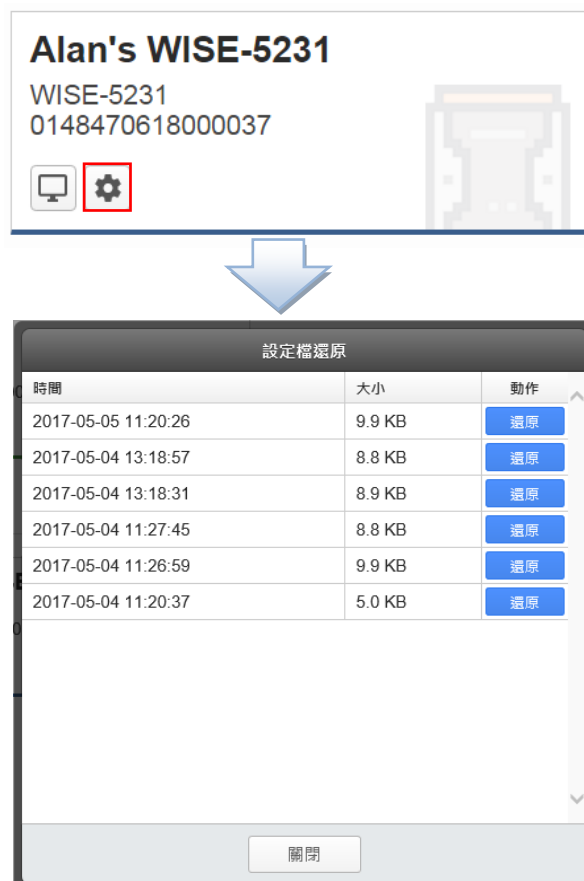 Alan's WISE-5231
WISE-5231
0148470618000037
設定檔還原
時間 大小 動作
2017-05-05 11:20:26 9.9 KB 還原
2017-05-04 13:18:57 8.8 KB 還原
2017-05-04 13:18:31 8.9 KB 還原
2017-05-04 11:27:45 8.8 KB 還原
2017-05-04 11:26:59 9.9 KB 還原
2017-05-04 11:20:37 5.0 KB 還原
關閉